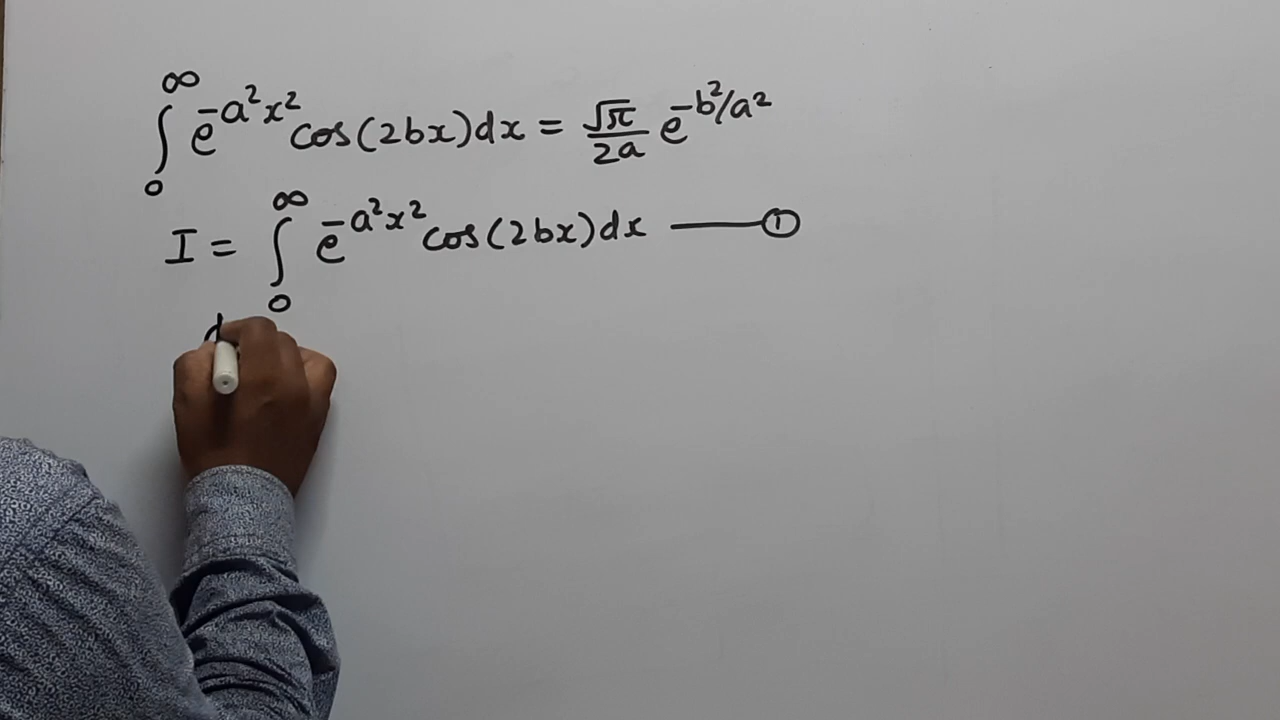 ∫₀^∞ e^{-a²x²} cos(2bx)dx = √π/2a e^{-b²/a²}
I = ∫₀^∞ e^{-a²x²} cos(2bx)dx —— ①
d